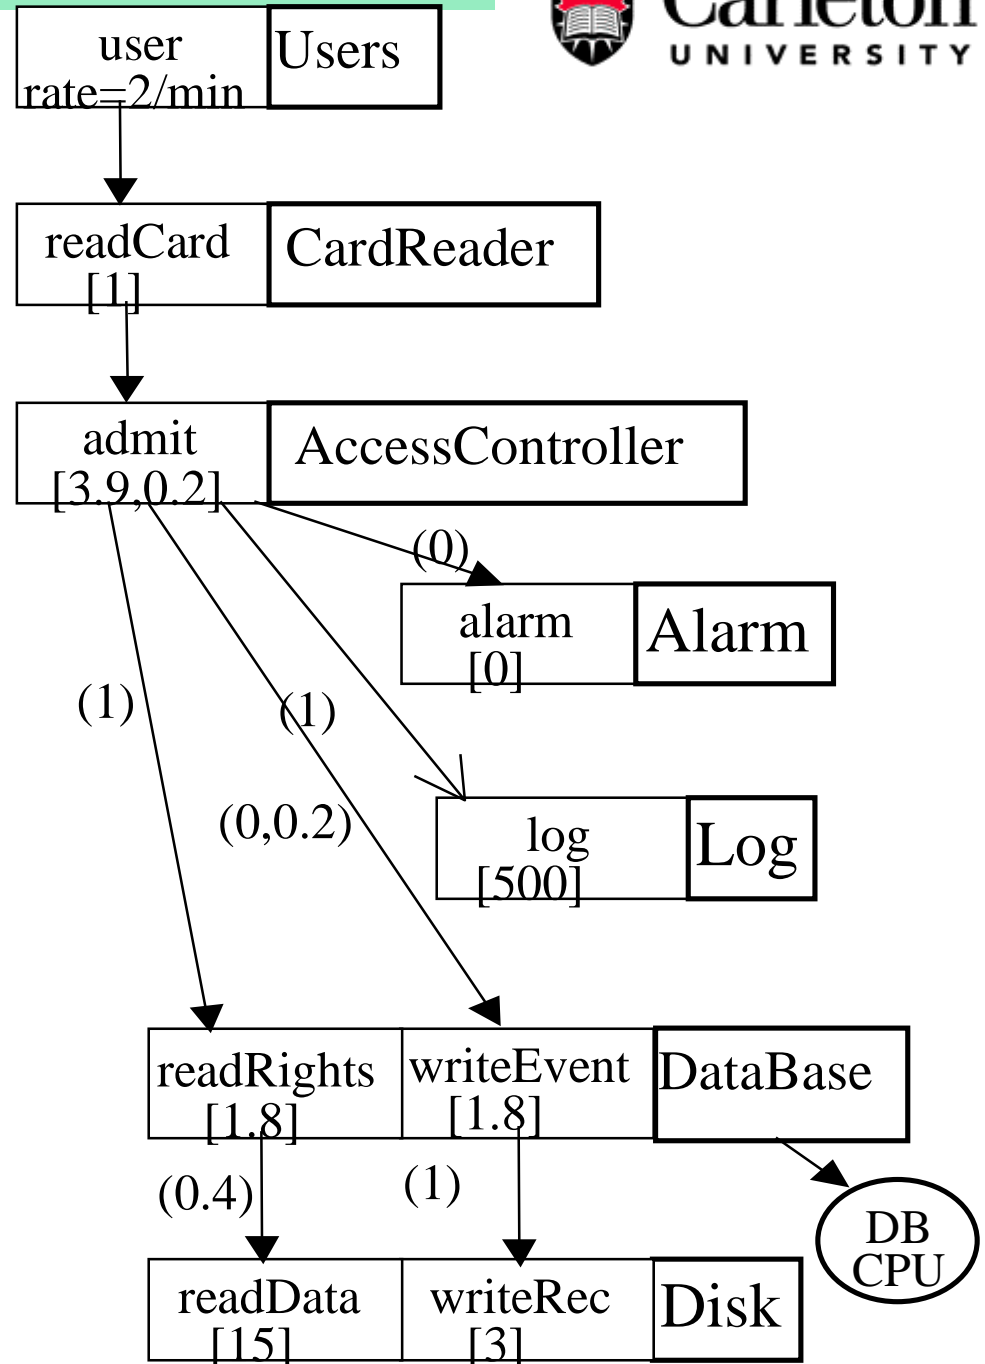 Carleton
UNIVERSITY
user
rate=2/min
Users
readCard
[1]
CardReader
admit
[3.9,0.2]
AccessController
(0)
alarm
[0]
Alarm
(1)
(1)
(0,0.2)
log
[500]
Log
readRights
[1.8]
writeEvent
[1.8]
DataBase
(0.4)
(1)
DB
CPU
readData
[15]
writeRec
[3]
Disk